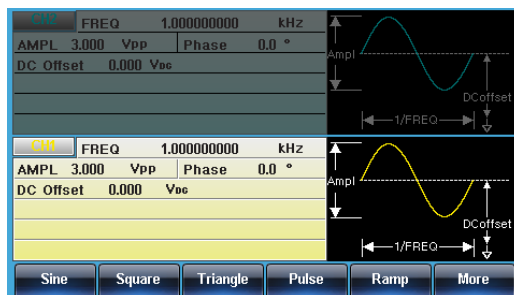 CH2 FREQ 1.000000000 kHz
AMPL 3.000 Vpp Phase 0.0 °
DC Offset 0.000 VDC
Ampl
DCoffset
1/FREQ
CH1 FREQ 1.000000000 kHz
AMPL 3.000 Vpp Phase 0.0 °
DC Offset 0.000 VDC
Ampl
DCoffset
1/FREQ
Sine Square Triangle Pulse Ramp More